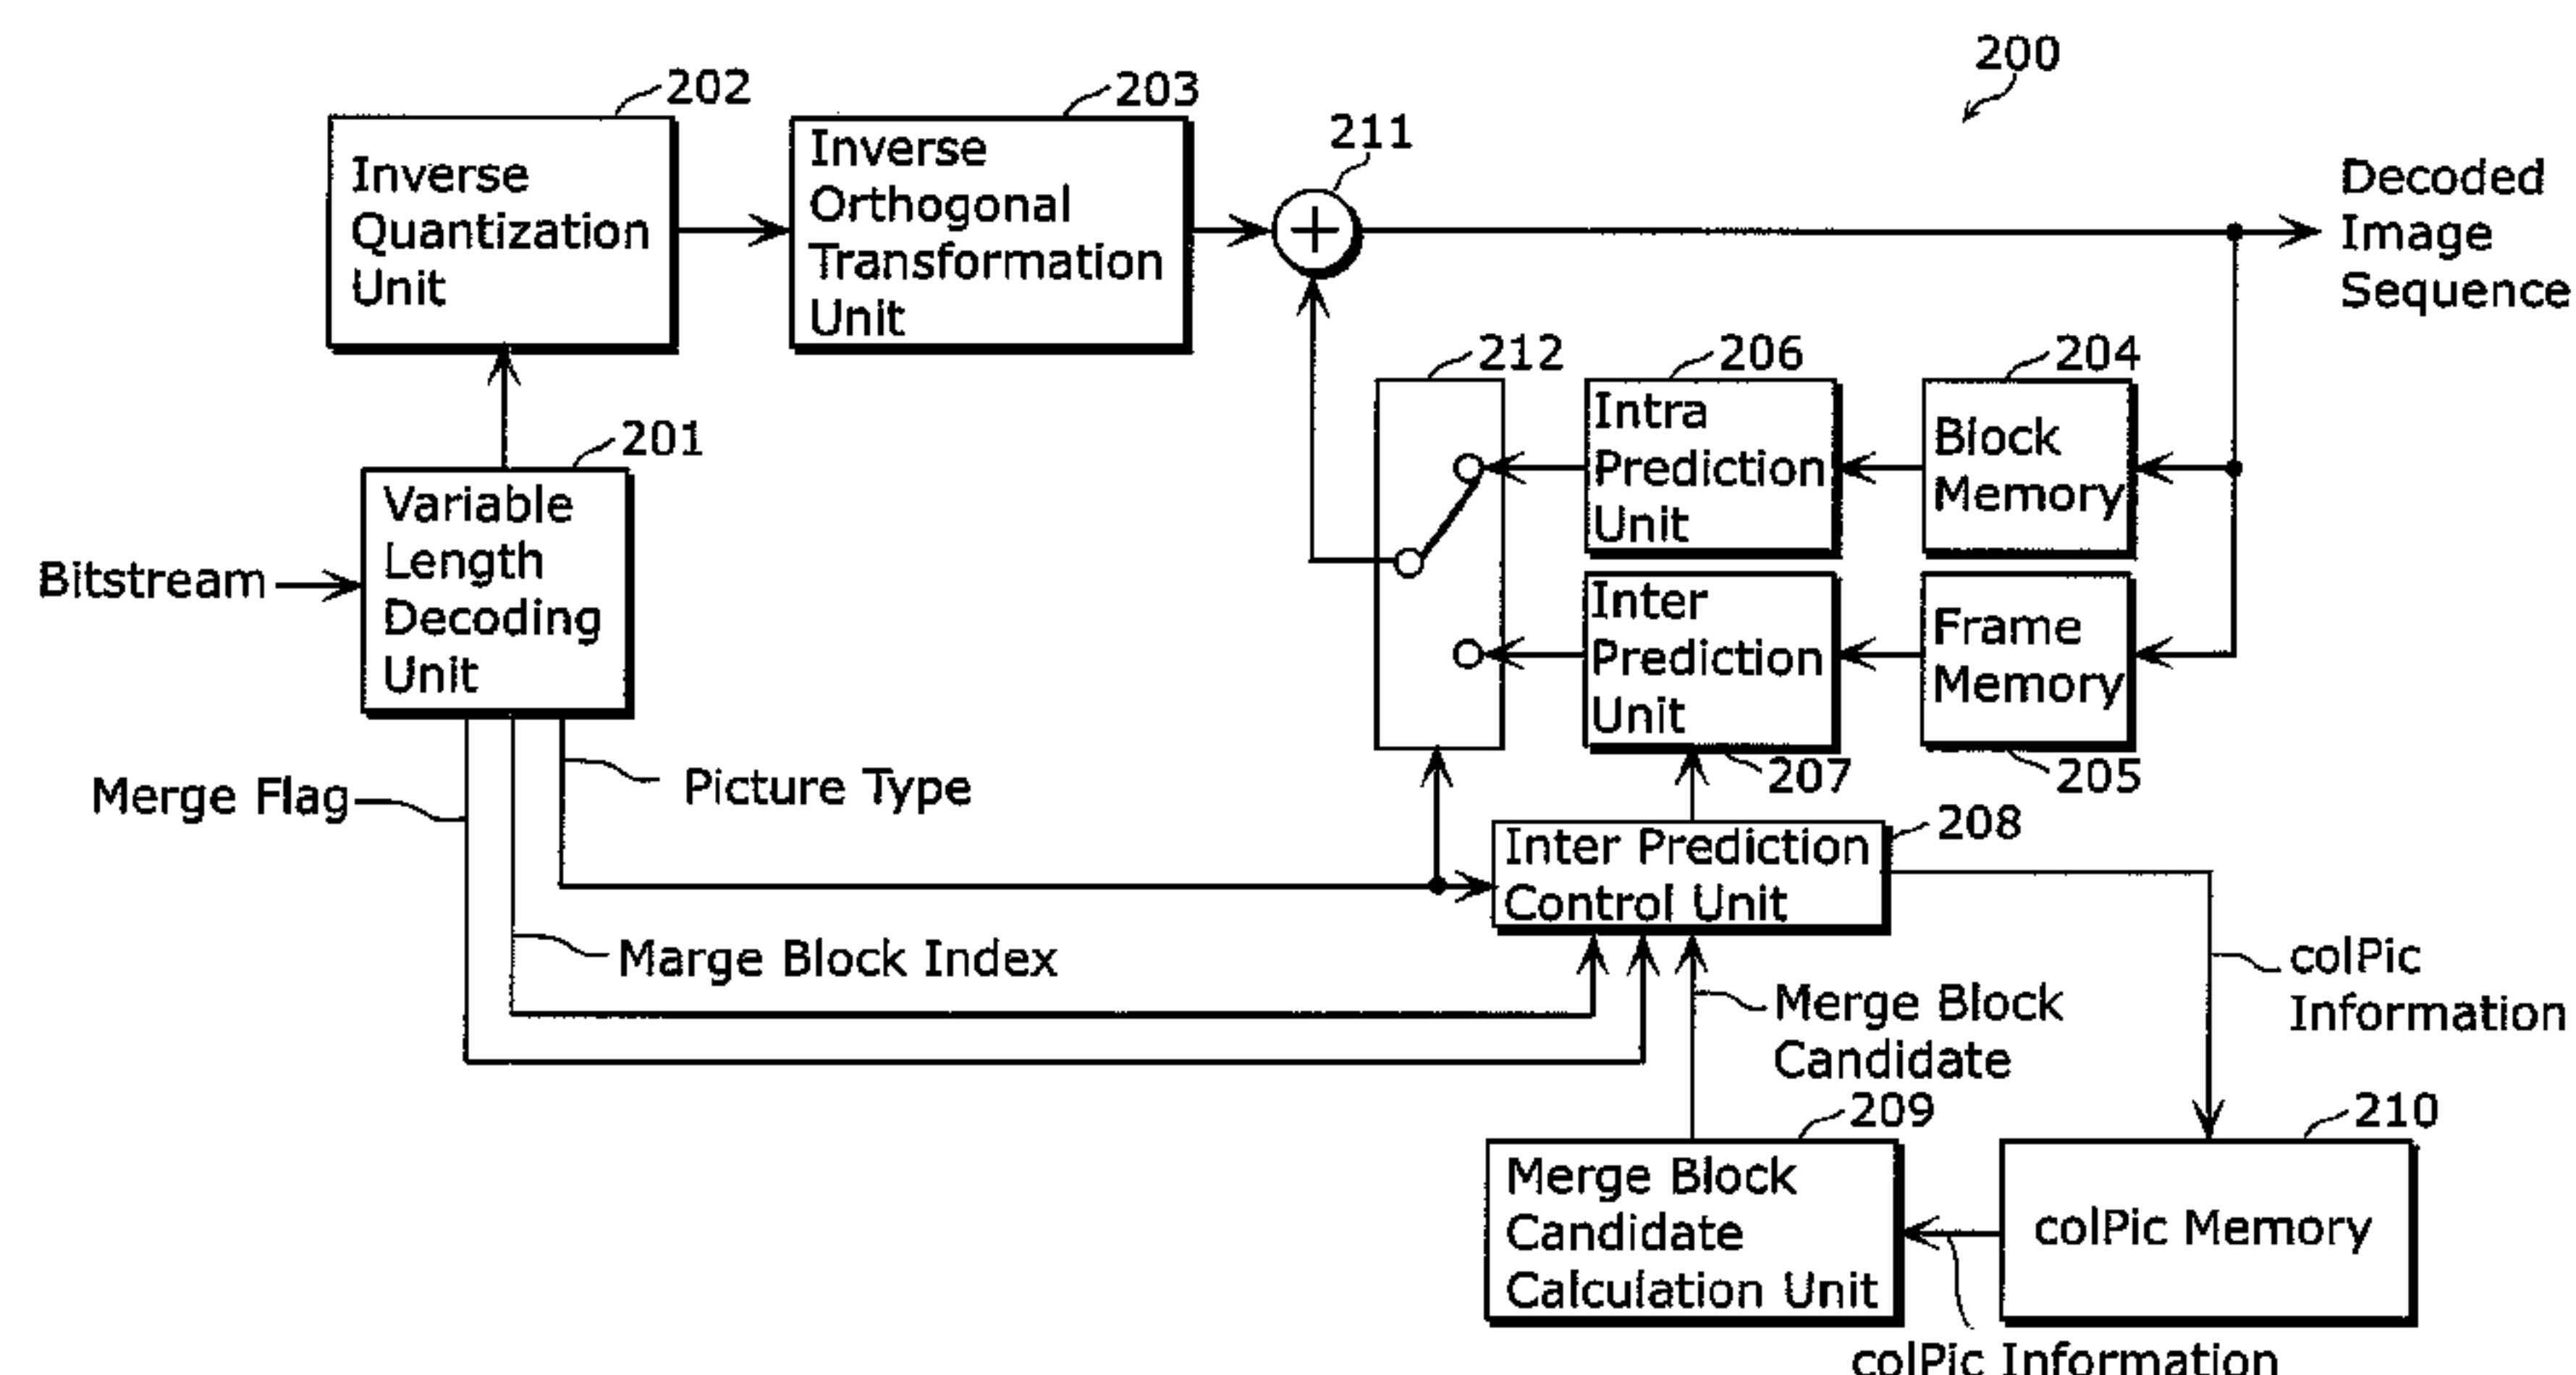 200
202
203
211
Inverse
Quantization
Unit
Inverse
Orthogonal
Transformation
Unit
+
Decoded
Image
Sequence
212
206
204
201
Intra
Prediction
Unit
Block
Memory
Variable
Length
Decoding
Unit
Bitstream
Inter
Prediction
Unit
Frame
Memory
207
205
Merge Flag
Picture Type
208
Inter Prediction
Control Unit
Marge Block Index
colPic
Information
Merge Block
Candidate
209
210
Merge Block
Candidate
Calculation Unit
colPic Memory
colPic Information